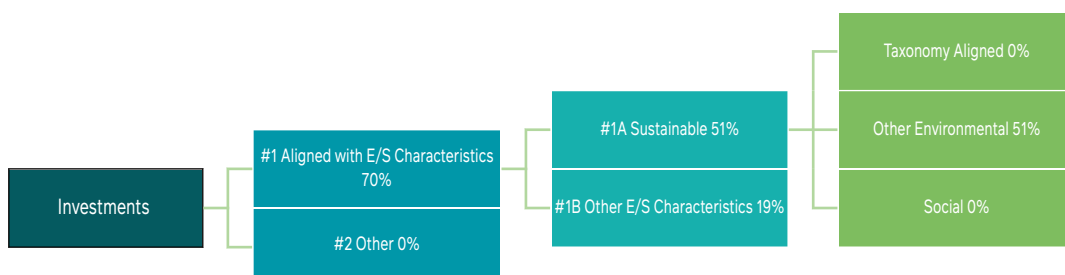 Investments
#1 Aligned with E/S Characteristics
70%
#2 Other 0%
#1A Sustainable 51%
#1B Other E/S Characteristics 19%
Taxonomy Aligned 0%
Other Environmental 51%
Social 0%